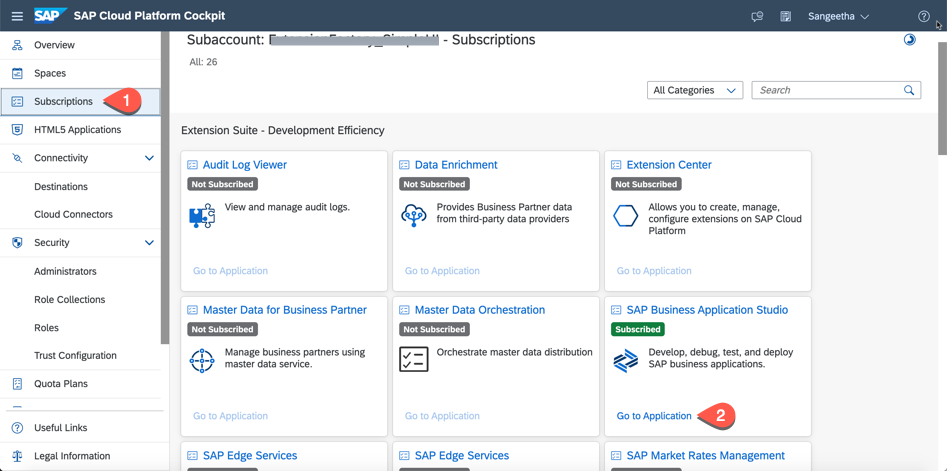 SAP SAP Cloud Platform Cockpit
Sangeetha
Overview
Spaces
Subscriptions
1
HTML5 Applications
Connectivity
Destinations
Cloud Connectors
Security
Administrators
Role Collections
Roles
Trust Configuration
Quota Plans
Useful Links
Legal Information
Subaccount: - Subscriptions
All: 26
All Categories
Search
Extension Suite - Development Efficiency
Audit Log Viewer
Not Subscribed
View and manage audit logs.
Go to Application
Data Enrichment
Not Subscribed
Provides Business Partner data
from third-party data providers
Go to Application
Extension Center
Not Subscribed
Allows you to create, manage,
configure extensions on SAP Cloud
Platform
Go to Application
Master Data for Business Partner
Not Subscribed
Manage business partners using
master data service.
Go to Application
Master Data Orchestration
Not Subscribed
Orchestrate master data distribution
Go to Application
SAP Business Application Studio
Subscribed
Develop, debug, test, and deploy
SAP business applications.
Go to Application
2
SAP Edge Services
SAP Edge Services
SAP Market Rates Management